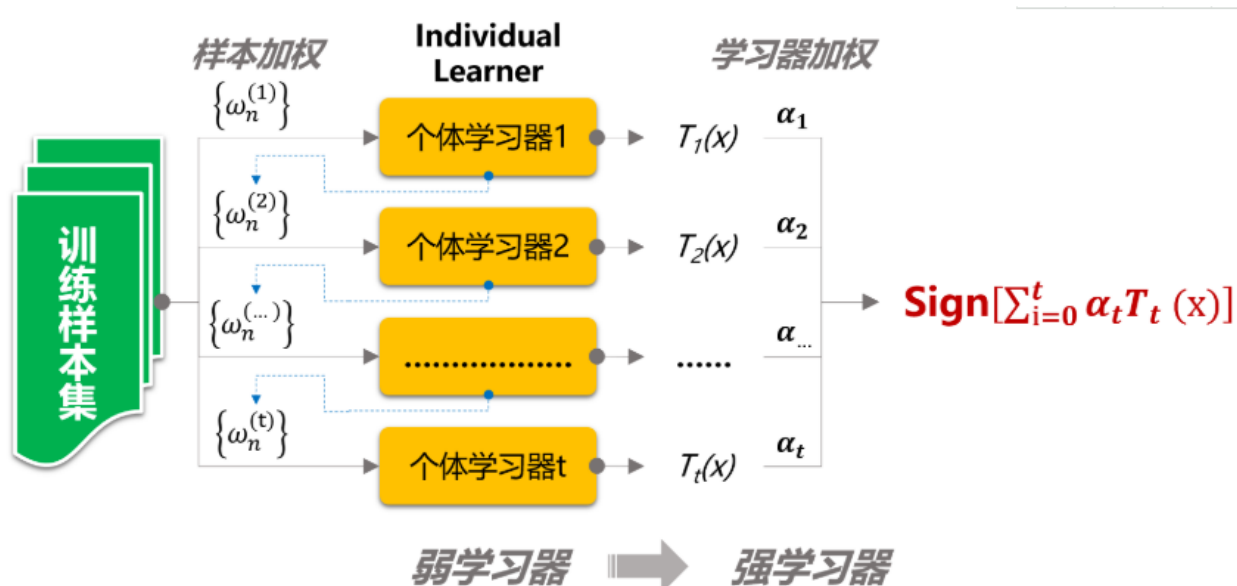 样本加权
Individual
Learner
学习器加权
{ω_n^(1)}
个体学习器1
T_1(x)
α_1
{ω_n^(2)}
个体学习器2
T_2(x)
α_2
训练样本集
{ω_n^(...)}
..................
......
α_...
Sign[∑_{i=0}^t α_t T_t (x)]
{ω_n^(t)}
个体学习器t
T_t(x)
α_t
弱学习器
强学习器